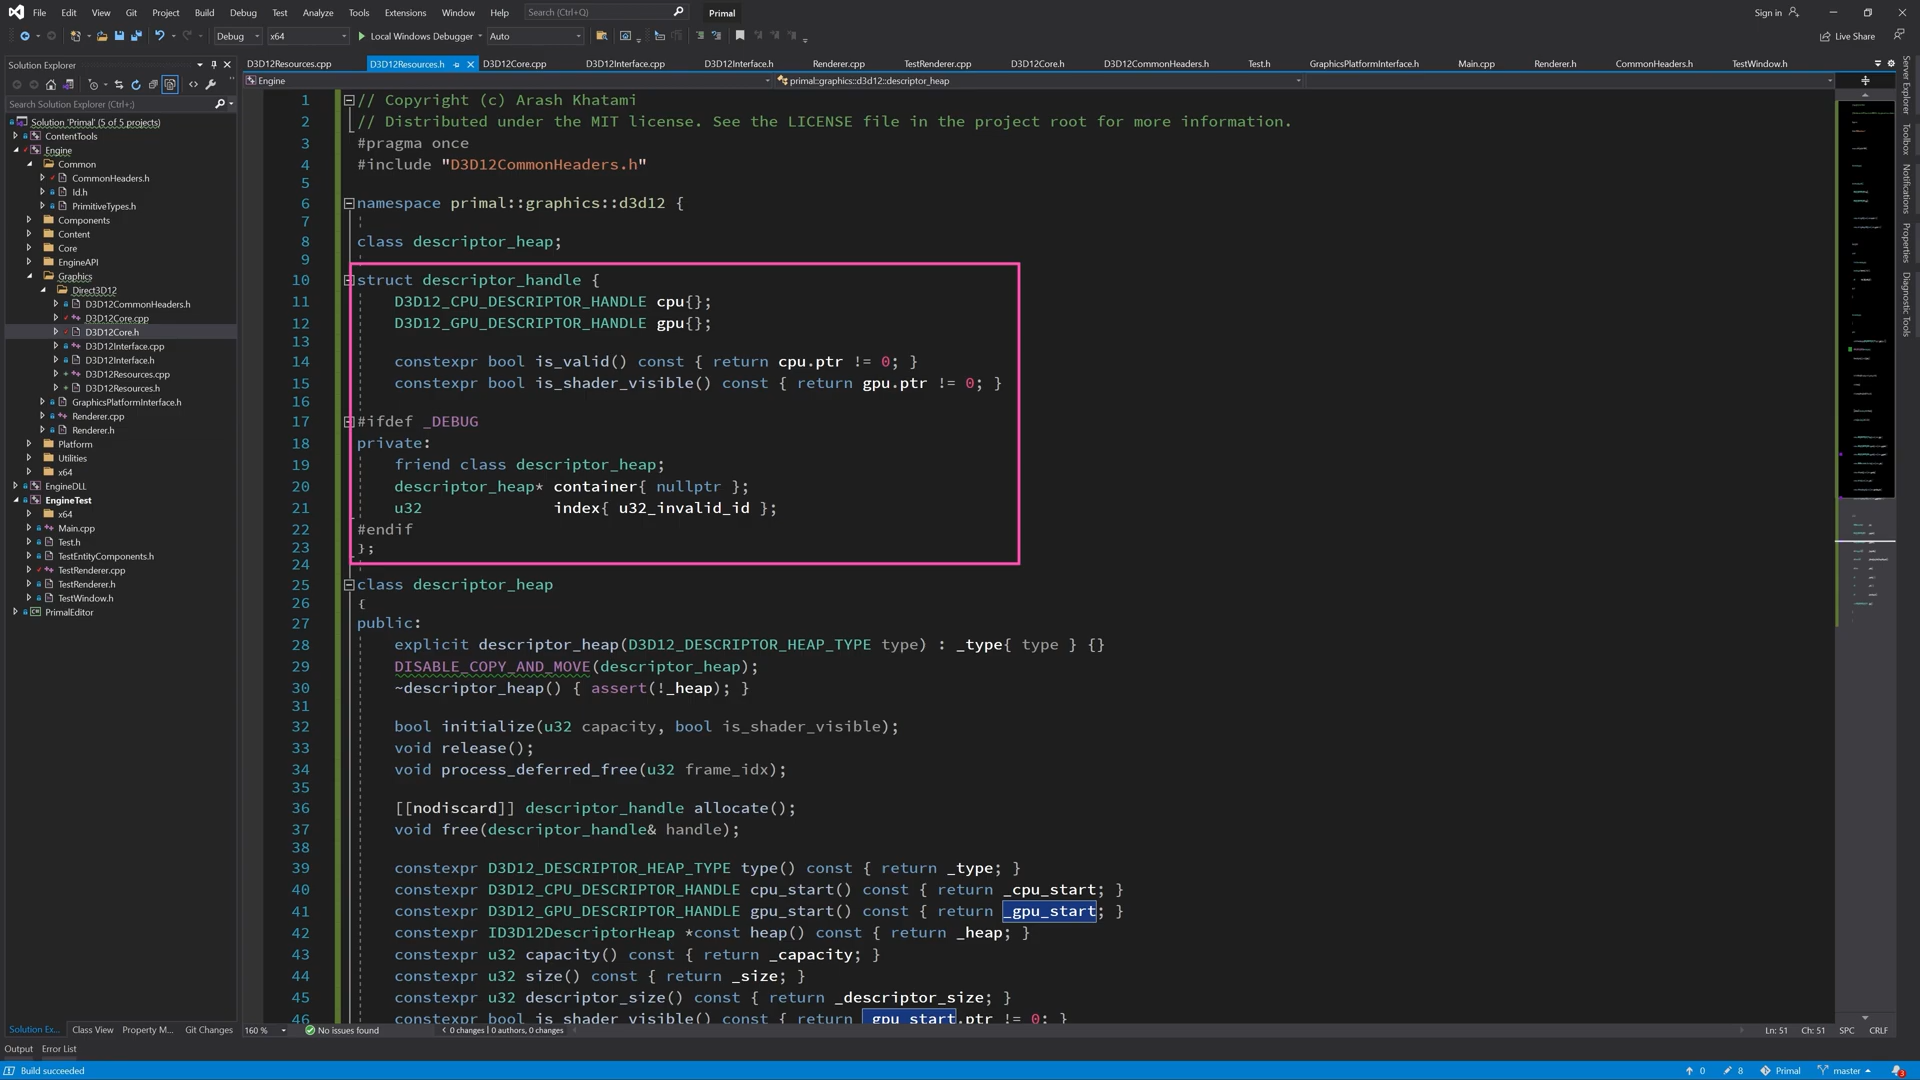 File Edit View Git Project Build Debug Test Analyze Tools Extensions Window Help Search (Ctrl+Q) Primal Sign in
Debug x64 Local Windows Debugger Auto Live Share
Solution Explorer
Search Solution Explorer (Ctrl+;)
Solution 'Primal' (5 of 5 projects)
ContentTools
Engine
Common
CommonHeaders.h
Id.h
PrimitiveTypes.h
Components
Content
Core
EngineAPI
Graphics
Direct3D12
D3D12CommonHeaders.h
D3D12Core.cpp
D3D12Core.h
D3D12Interface.cpp
D3D12Interface.h
D3D12Resources.cpp
D3D12Resources.h
GraphicsPlatformInterface.h
Renderer.cpp
Renderer.h
Platform
Utilities
x64
EngineDLL
EngineTest
x64
Main.cpp
Test.h
TestEntityComponents.h
TestRenderer.cpp
TestRenderer.h
TestWindow.h
PrimalEditor
Solution Ex... Class View Property M... Git Changes
D3D12Resources.cpp D3D12Resources.h D3D12Core.cpp D3D12Interface.cpp D3D12Interface.h Renderer.cpp TestRenderer.cpp D3D12Core.h D3D12CommonHeaders.h Test.h GraphicsPlatformInterface.h Main.cpp Renderer.h CommonHeaders.h TestWindow.h
Engine primal::graphics::d3d12::descriptor_heap
1 // Copyright (c) Arash Khatami
2 // Distributed under the MIT license. See the LICENSE file in the project root for more information.
3 #pragma once
4 #include "D3D12CommonHeaders.h"
5
6 namespace primal::graphics::d3d12 {
7
8 class descriptor_heap;
9
10 struct descriptor_handle {
11 D3D12_CPU_DESCRIPTOR_HANDLE cpu{};
12 D3D12_GPU_DESCRIPTOR_HANDLE gpu{};
13
14 constexpr bool is_valid() const { return cpu.ptr != 0; }
15 constexpr bool is_shader_visible() const { return gpu.ptr != 0; }
16
17 #ifdef _DEBUG
18 private:
19 friend class descriptor_heap;
20 descriptor_heap* container{ nullptr };
21 u32 index{ u32_invalid_id };
22 #endif
23 };
24
25 class descriptor_heap
26 {
27 public:
28 explicit descriptor_heap(D3D12_DESCRIPTOR_HEAP_TYPE type) : _type{ type } {}
29 DISABLE_COPY_AND_MOVE(descriptor_heap);
30 ~descriptor_heap() { assert(!_heap); }
31
32 bool initialize(u32 capacity, bool is_shader_visible);
33 void release();
34 void process_deferred_free(u32 frame_idx);
35
36 [[nodiscard]] descriptor_handle allocate();
37 void free(descriptor_handle& handle);
38
39 constexpr D3D12_DESCRIPTOR_HEAP_TYPE type() const { return _type; }
40 constexpr D3D12_CPU_DESCRIPTOR_HANDLE cpu_start() const { return _cpu_start; }
41 constexpr D3D12_GPU_DESCRIPTOR_HANDLE gpu_start() const { return _gpu_start; }
42 constexpr ID3D12DescriptorHeap *const heap() const { return _heap; }
43 constexpr u32 capacity() const { return _capacity; }
44 constexpr u32 size() const { return _size; }
45 constexpr u32 descriptor_size() const { return _descriptor_size; }
46 constexpr bool is_shader_visible() const { return _gpu_start.ptr != 0; }
160 % No issues found < 0 changes | 0 authors, 0 changes Ln: 51 Ch: 51 SPC CRLF
Server Explorer
Toolbox
Notifications
Properties
Diagnostic Tools
Output Error List
Build succeeded 0 8 Primal master 3